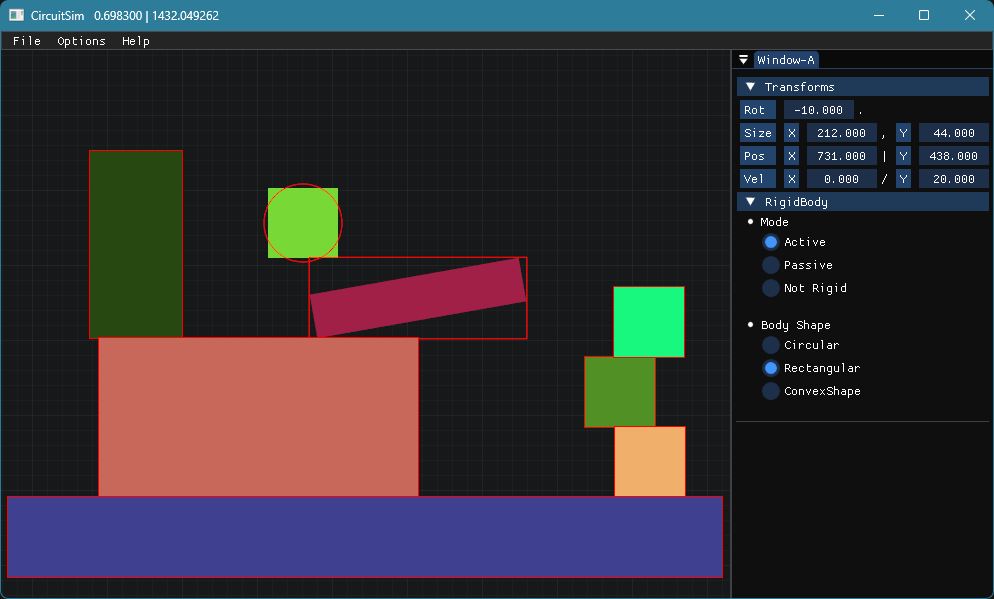 CircuitSim 0.698300 | 1432.049262
File Options Help
Window-A
Transforms
Rot -10.000 .
Size X 212.000 , Y 44.000
Pos X 731.000 | Y 438.000
Vel X 0.000 / Y 20.000
RigidBody
Mode
Active
Passive
Not Rigid
Body Shape
Circular
Rectangular
ConvexShape